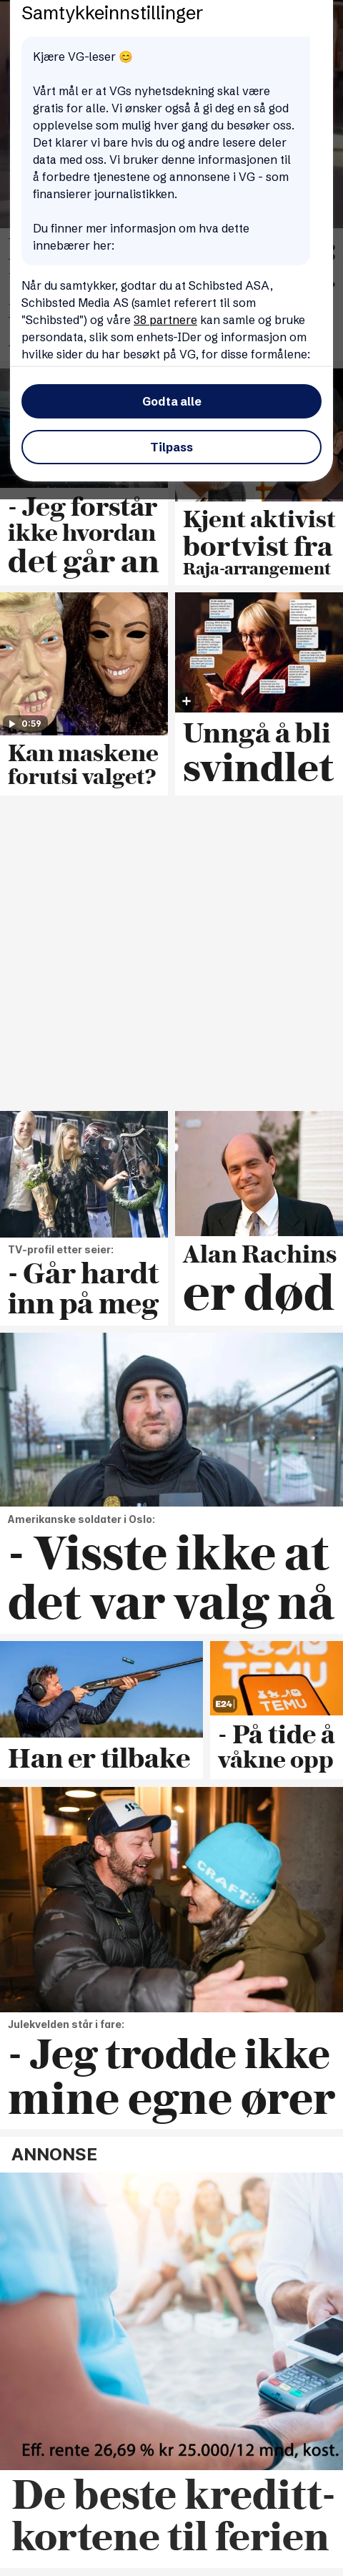 Samtykkeinnstillinger
Kjære VG-leser 😊
Vårt mål er at VGs nyhetsdekning skal være
gratis for alle. Vi ønsker også å gi deg en så god
opplevelse som mulig hver gang du besøker oss.
Det klarer vi bare hvis du og andre lesere deler
data med oss. Vi bruker denne informasjonen til
å forbedre tjenestene og annonsene i VG - som
finansierer journalistikken.
Du finner mer informasjon om hva dette
innebærer her:
Når du samtykker, godtar du at Schibsted ASA,
Schibsted Media AS (samlet referert til som
"Schibsted") og våre 38 partnere kan samle og bruke
persondata, slik som enhets-IDer og informasjon om
hvilke sider du har besøkt på VG, for disse formålene:
Godta alle
Tilpass
- Jeg forstår
ikke hvordan
det går an
Kjent aktivist
bortvist fra
Raja-arrangement
0:59
Kan maskene
forutsi valget?
Unngå å bli
svindlet
TV-profil etter seier:
- Går hardt
inn på meg
Alan Rachins
er død
Amerikanske soldater i Oslo:
- Visste ikke at
det var valg nå
Han er tilbake
TEMU
E24
- På tide å
våkne opp
CRAFT
Julekvelden står i fare:
- Jeg trodde ikke
mine egne ører
ANNONSE
Eff. rente 26,69 % kr 25.000/12 mnd, kost.
De beste kreditt-
kortene til ferien